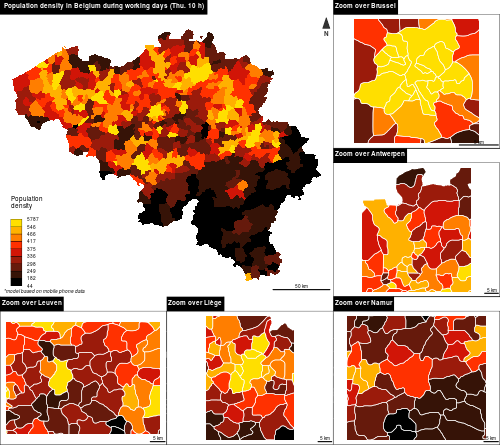 Population density in Belgium during working days (Thu. 10 h)
N
Population
density
5787
546
466
417
375
336
298
249
182
44
*model based on mobile phone data
50 km
Zoom over Brussel
5 km
Zoom over Antwerpen
5 km
Zoom over Leuven
5 km
Zoom over Liège
5 km
Zoom over Namur
5 km